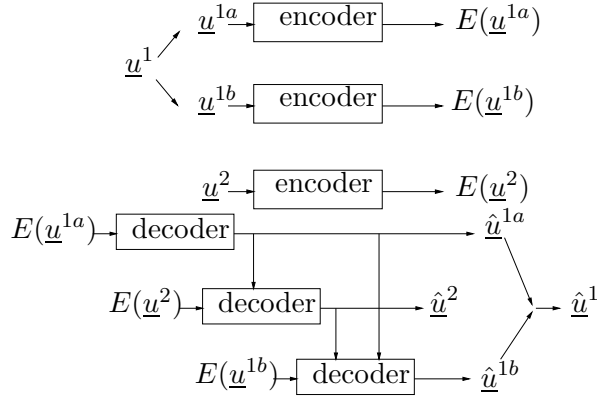 u̲¹ᵃ encoder E(u̲¹ᵃ)
u̲¹
u̲¹ᵇ encoder E(u̲¹ᵇ)
u̲² encoder E(u̲²)
E(u̲¹ᵃ) decoder û̲¹ᵃ
E(u̲²) decoder û̲² û̲¹
E(u̲¹ᵇ) decoder û̲¹ᵇ